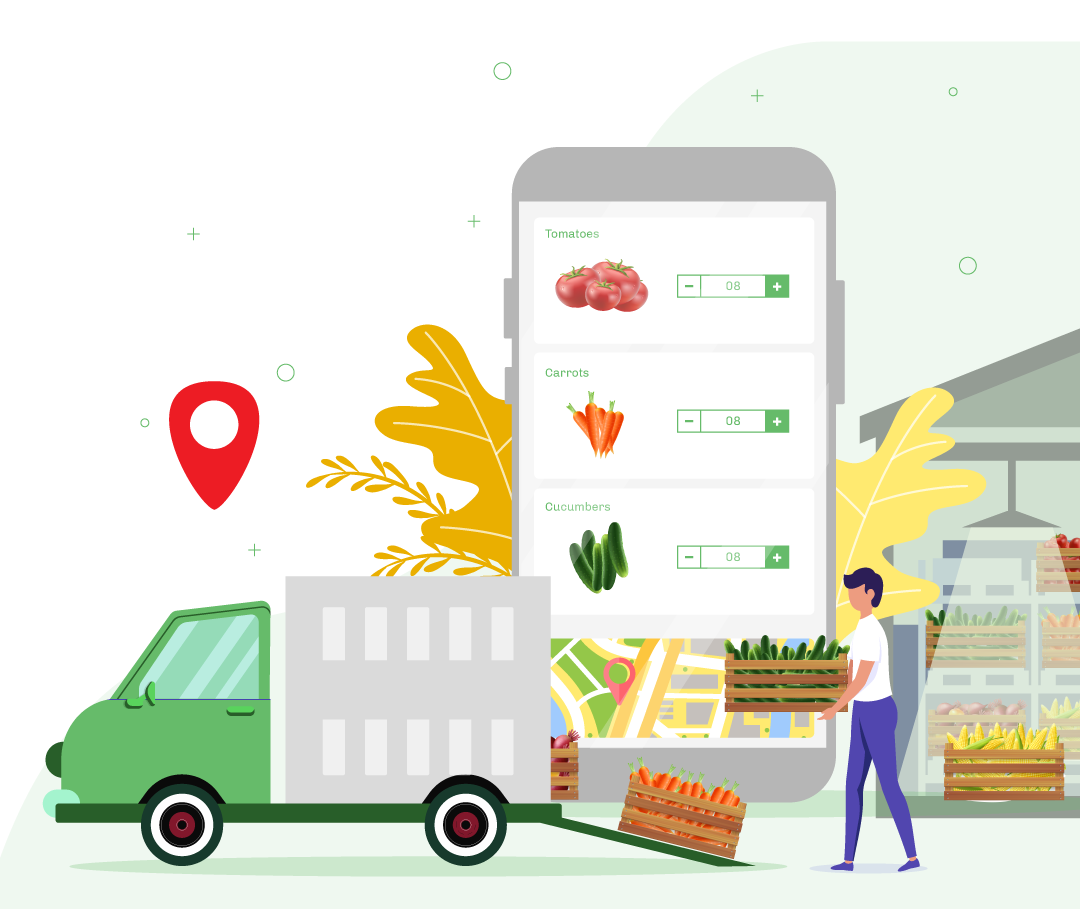 Tomatoes
− 08 +
Carrots
− 08 +
Cucumbers
− 08 +